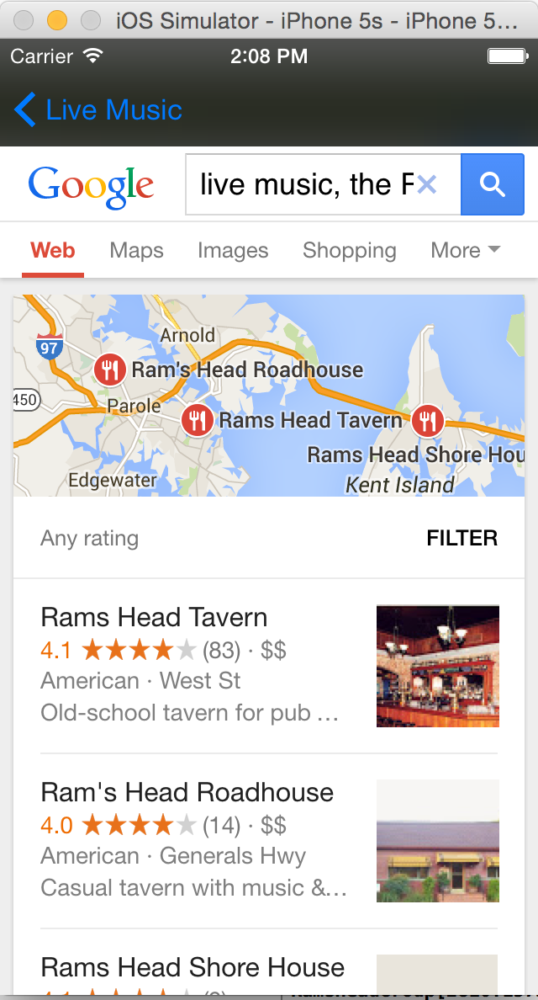 iOS Simulator - iPhone 5s - iPhone 5...
Carrier 2:08 PM
Live Music
Google live music, the
Web Maps Images Shopping More
97
Arnold
Ram's Head Roadhouse
450
Parole
Rams Head Tavern
Rams Head Shore Hou
Edgewater
Kent Island
Any rating FILTER
Rams Head Tavern
4.1 (83) · $$
American · West St
Old-school tavern for pub ...
Ram's Head Roadhouse
4.0 (14) · $$
American · Generals Hwy
Casual tavern with music &...
Rams Head Shore House